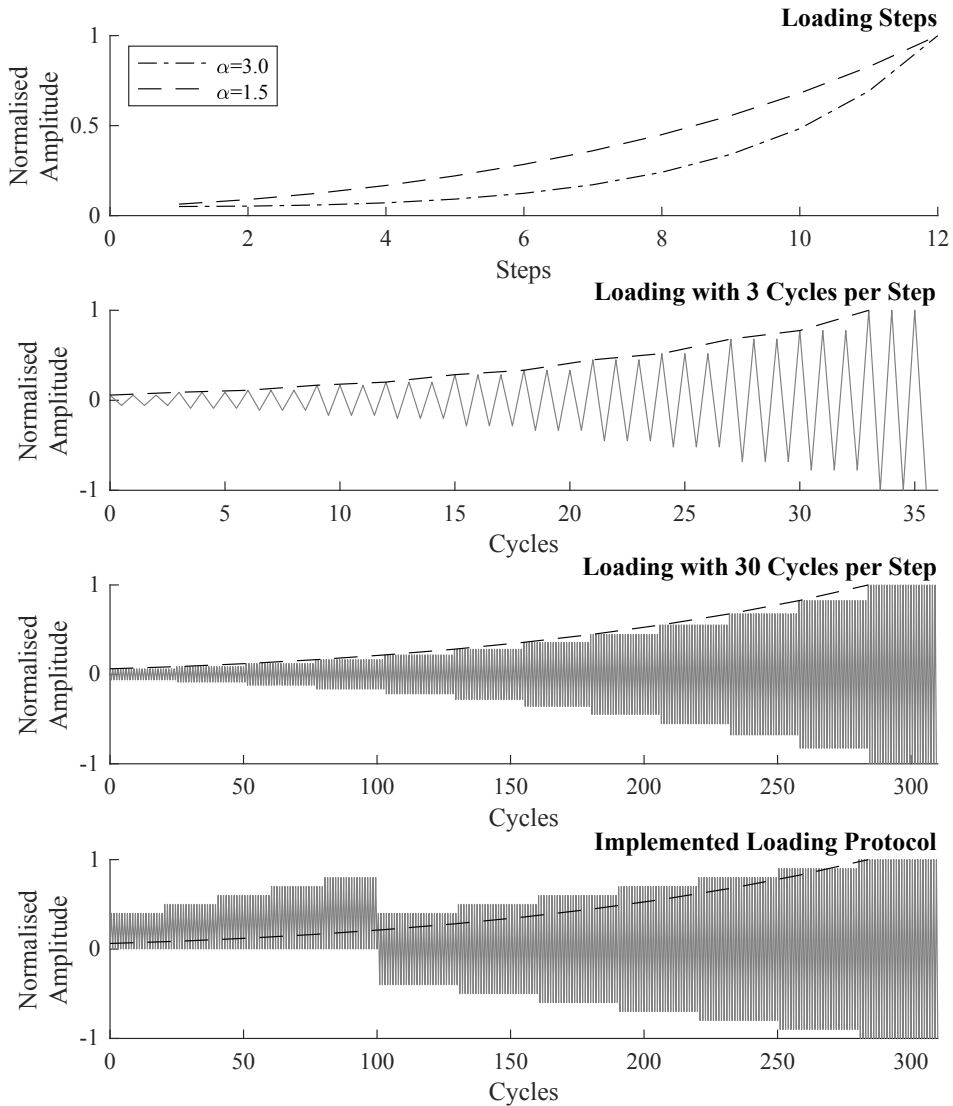 Loading Steps
1
0.5
0
Normalised
Amplitude
α=3.0
α=1.5
0 2 4 6 8 10 12
Steps
Loading with 3 Cycles per Step
1
0
-1
Normalised
Amplitude
0 5 10 15 20 25 30 35
Cycles
Loading with 30 Cycles per Step
1
0
-1
Normalised
Amplitude
0 50 100 150 200 250 300
Cycles
Implemented Loading Protocol
1
0
-1
Normalised
Amplitude
0 50 100 150 200 250 300
Cycles